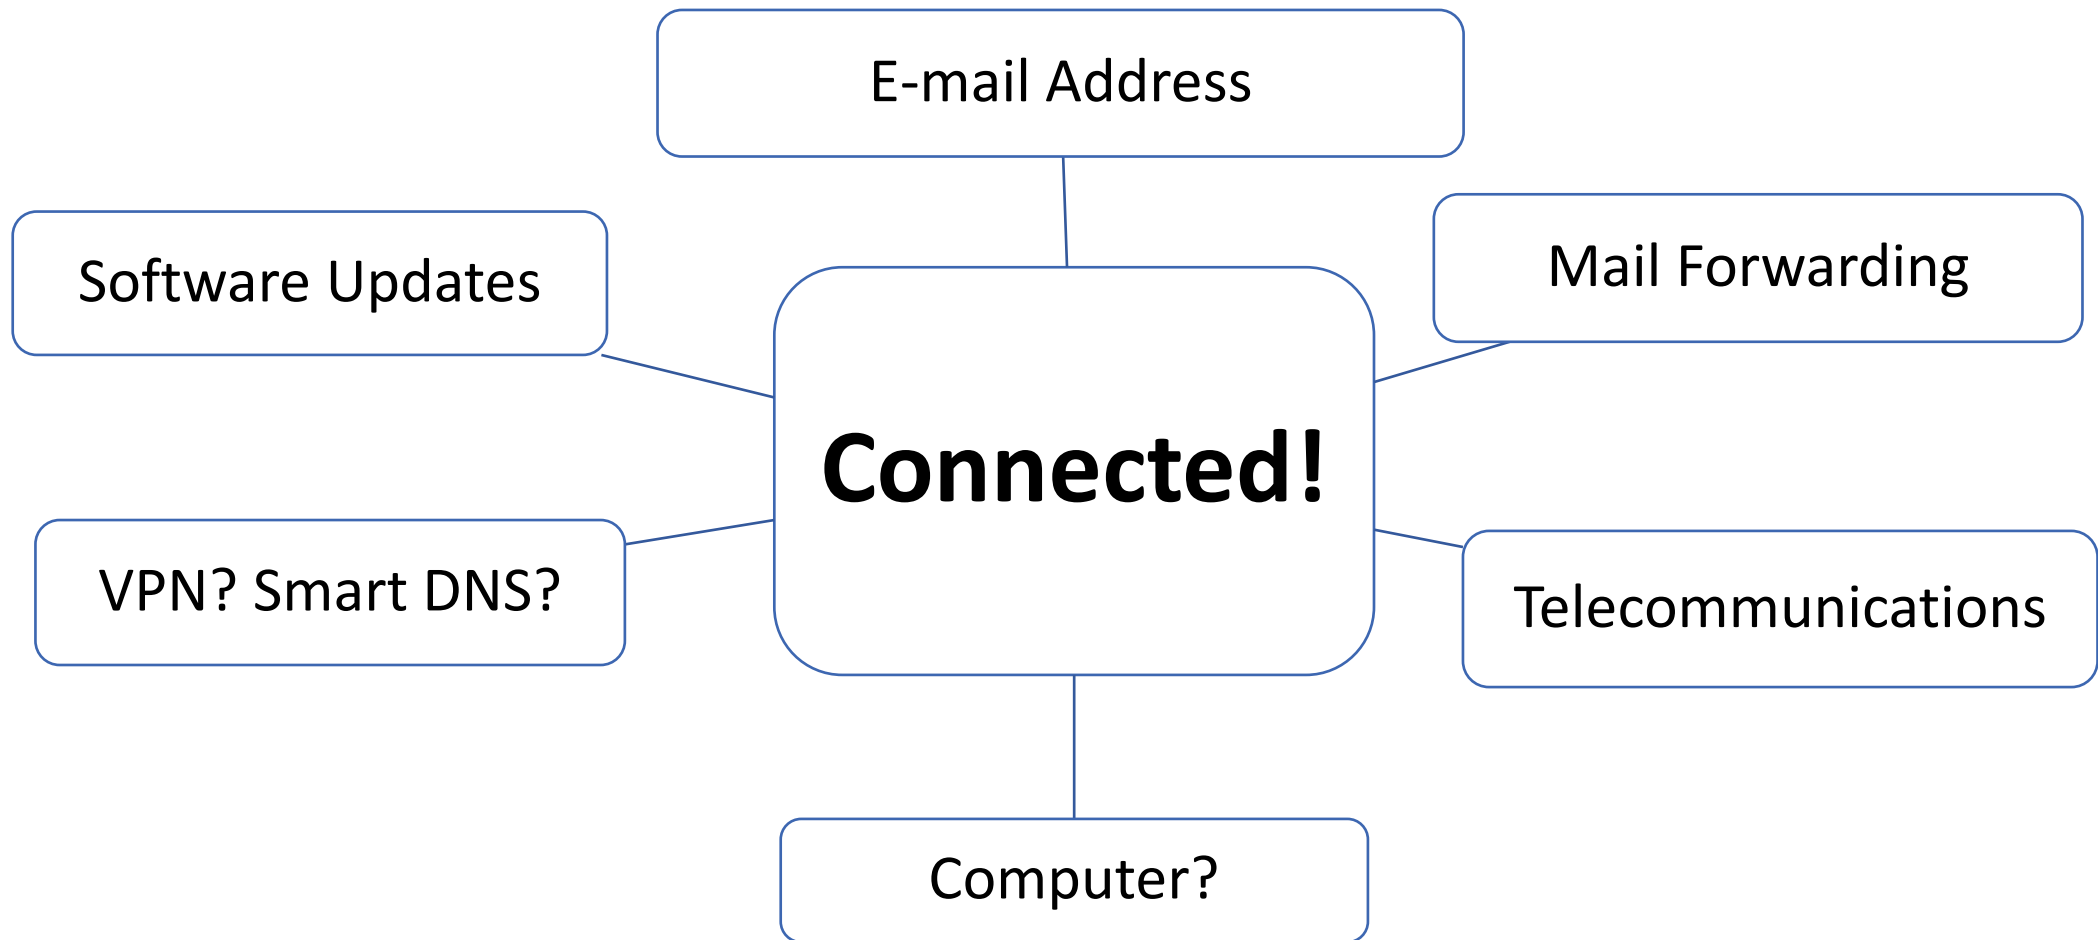 E-mail Address
Mail Forwarding
Software Updates
Connected!
VPN? Smart DNS?
Telecommunications
Computer?